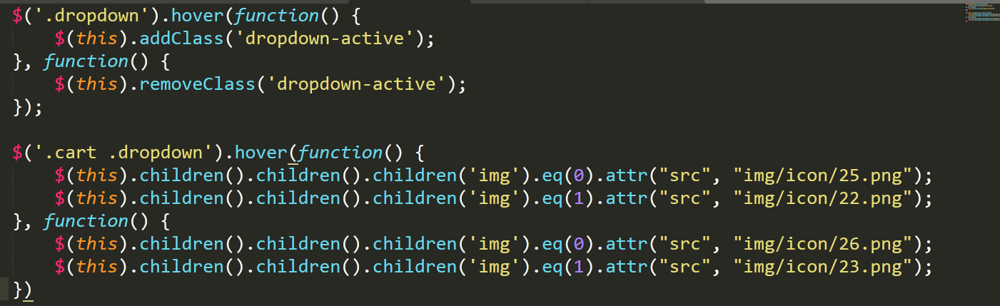 $('.dropdown').hover(function() {
    $(this).addClass('dropdown-active');
}, function() {
    $(this).removeClass('dropdown-active');
});

$('.cart .dropdown').hover(function() {
    $(this).children().children().children('img').eq(0).attr("src", "img/icon/25.png");
    $(this).children().children().children('img').eq(1).attr("src", "img/icon/22.png");
}, function() {
    $(this).children().children().children('img').eq(0).attr("src", "img/icon/26.png");
    $(this).children().children().children('img').eq(1).attr("src", "img/icon/23.png");
})